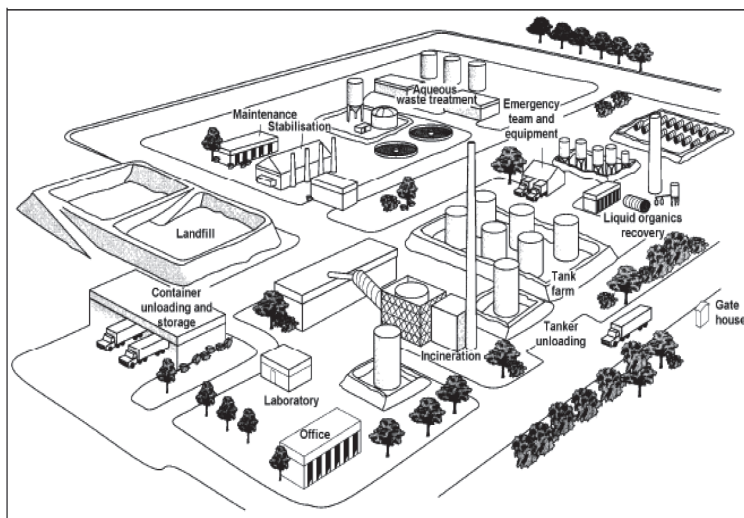 Aqueous
waste treatment
Emergency
team and
equipment
Maintenance
Stabilisation
Landfill
Liquid organics
recovery
Tank
farm
Container
unloading and
storage
Gate
house
Tanker
unloading
Incineration
Laboratory
Office